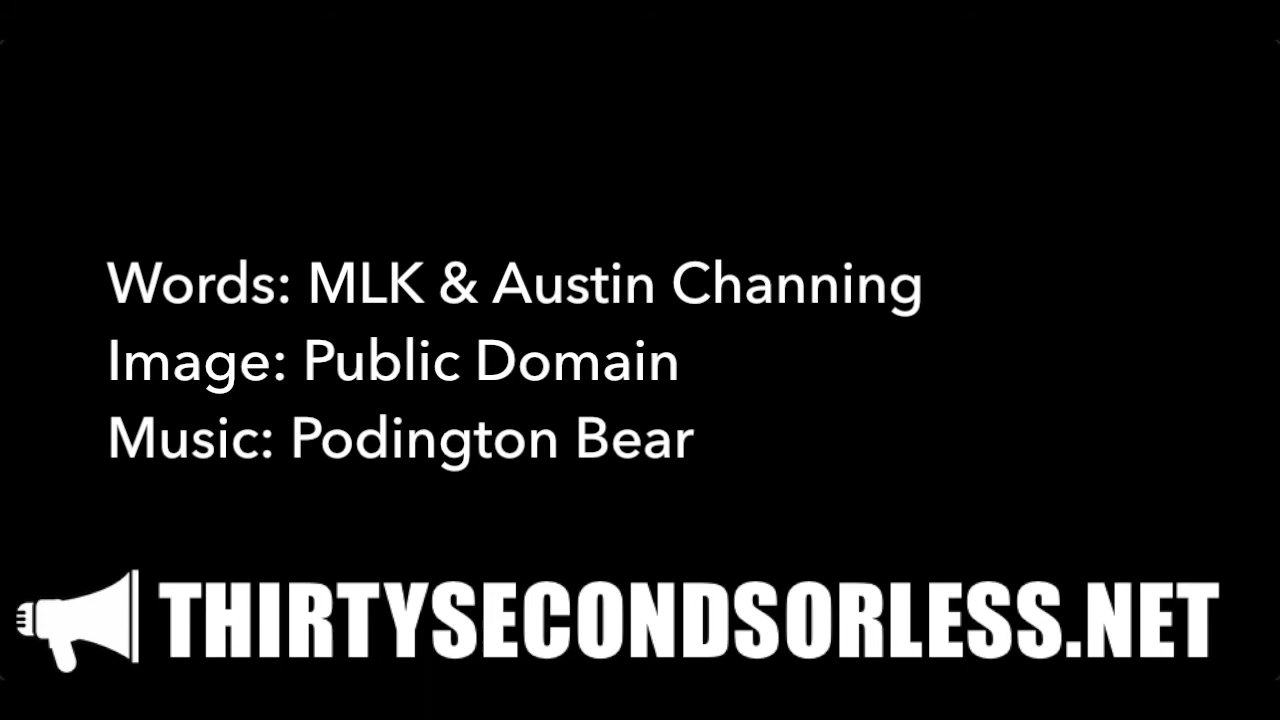 Words: MLK & Austin Channing
Image: Public Domain
Music: Podington Bear
THIRTYSECONDSORLESS.NET